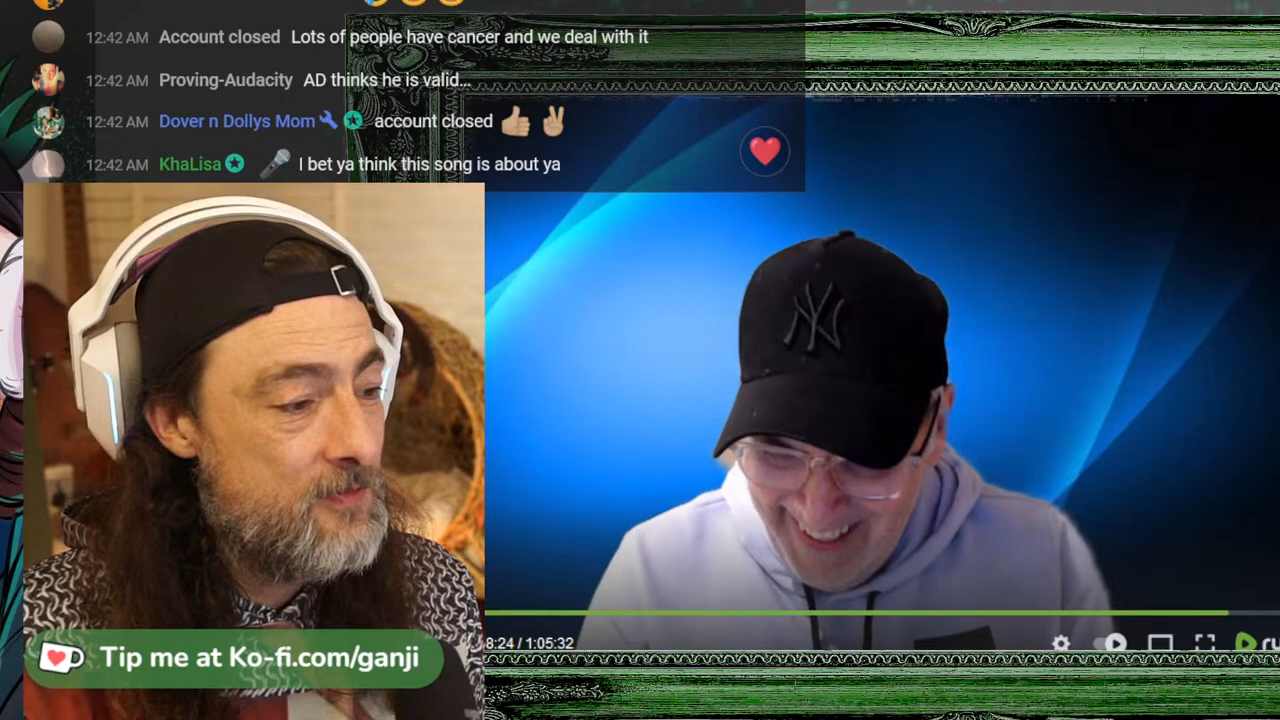 12:42 AM Account closed Lots of people have cancer and we deal with it
12:42 AM Proving-Audacity AD thinks he is valid...
12:42 AM Dover n Dollys Mom account closed 👍🏼 ✌🏼
12:42 AM KhaLisa 🎤 I bet ya think this song is about ya
NY
8:24 / 1:05:32
Tip me at Ko-fi.com/ganji